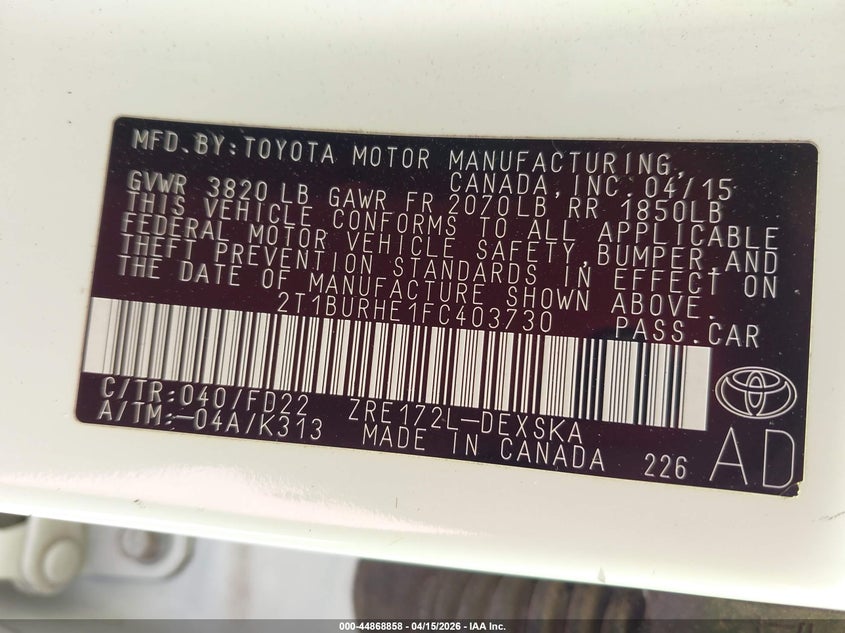 MFD.BY:TOYOTA MOTOR MANUFACTURING,
CANADA,INC. 04/15
GVWR 3820 LB GAWR FR 2070LB RR 1850LB
THIS VEHICLE CONFORMS TO ALL APPLICABLE
FEDERAL MOTOR VEHICLE SAFETY,BUMPER,AND
THEFT PREVENTION STANDARDS IN EFFECT ON
THE DATE OF MANUFACTURE SHOWN ABOVE.
2T1BURHE1FC403730 PASS.CAR
C/TR:040/FD22 ZRE172L-DEXSKA
A/TM:-04A/K313 MADE IN CANADA 226 AD
000-44868858 - 04/15/2026 - IAA Inc.